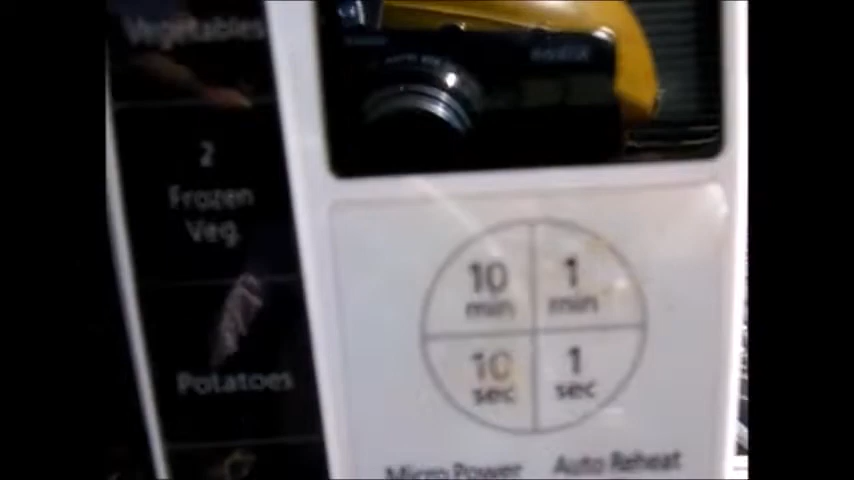 Vegetables
2
Frozen
Veg.
Potatoes
10 min
1 min
10 sec
1 sec
Micro Power
Auto Reheat